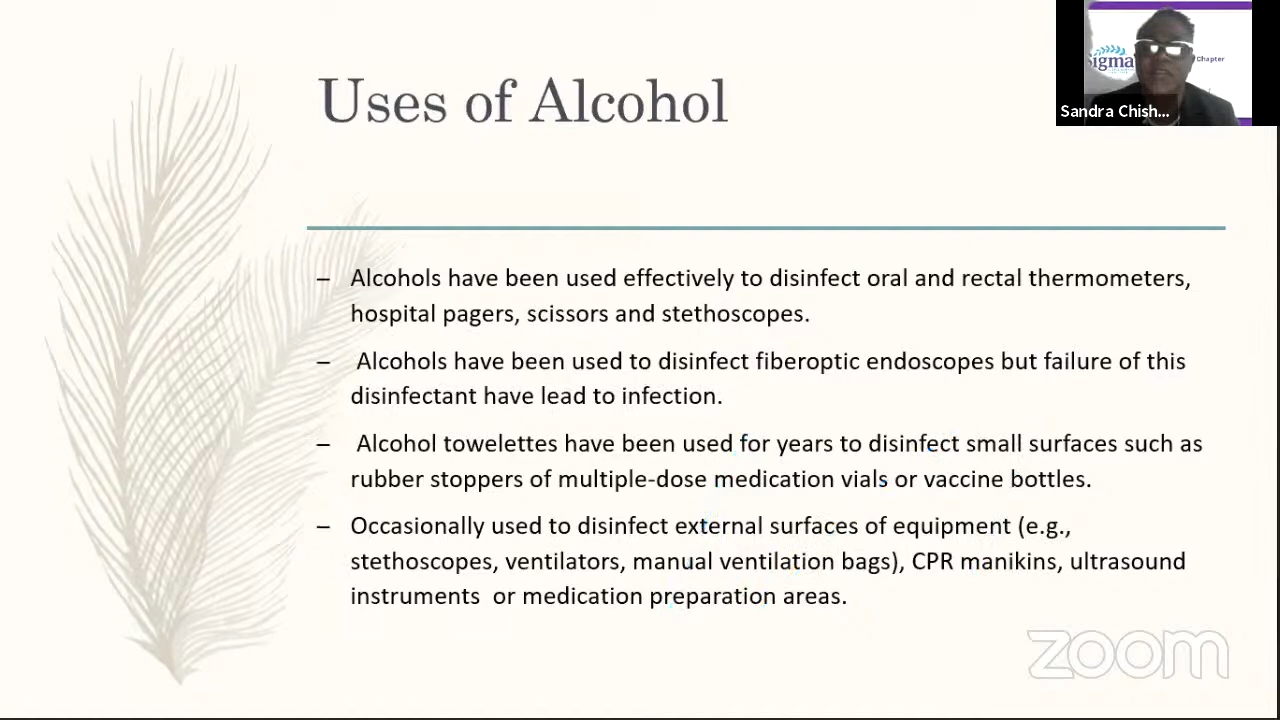 Uses of Alcohol
Sigma
Chapter
Sandra Chish...
– Alcohols have been used effectively to disinfect oral and rectal thermometers,
hospital pagers, scissors and stethoscopes.
– Alcohols have been used to disinfect fiberoptic endoscopes but failure of this
disinfectant have lead to infection.
– Alcohol towelettes have been used for years to disinfect small surfaces such as
rubber stoppers of multiple-dose medication vials or vaccine bottles.
– Occasionally used to disinfect external surfaces of equipment (e.g.,
stethoscopes, ventilators, manual ventilation bags), CPR manikins, ultrasound
instruments or medication preparation areas.
zoom